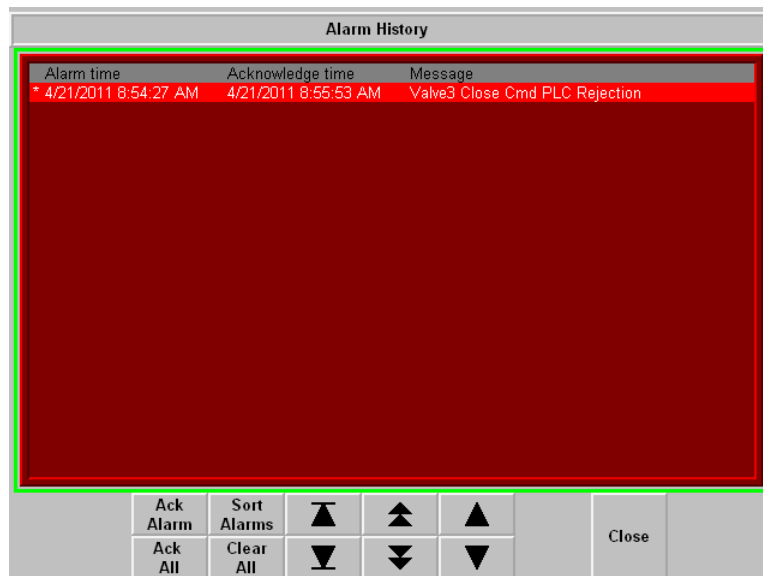 Alarm History
Alarm time Acknowledge time Message
* 4/21/2011 8:54:27 AM 4/21/2011 8:55:53 AM Valve3 Close Cmd PLC Rejection
Ack
Alarm
Sort
Alarms
Ack
All
Clear
All
Close